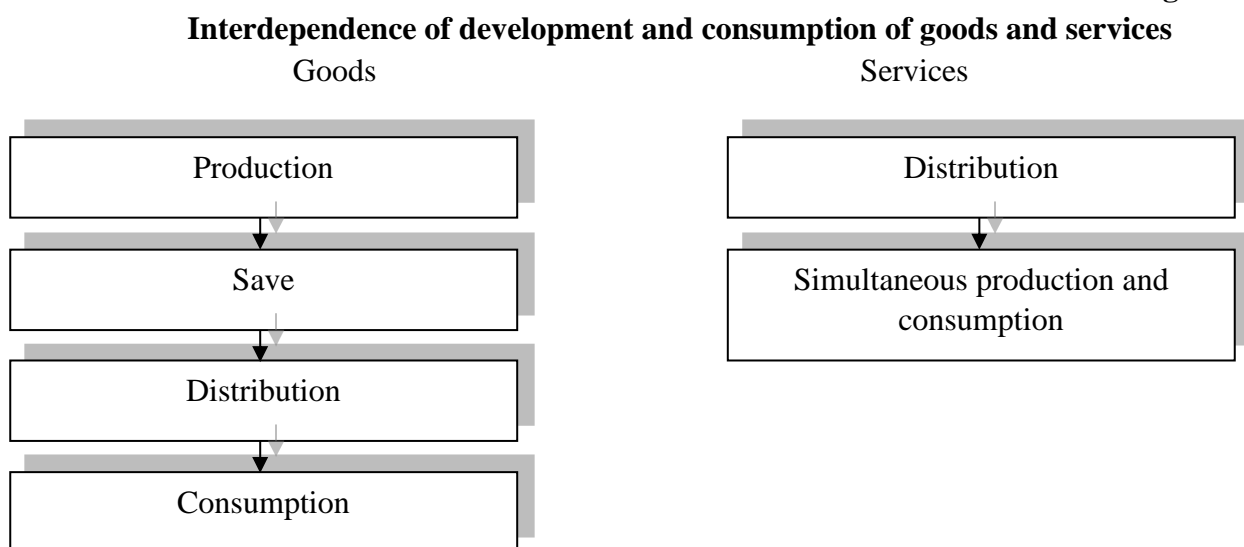 Interdependence of development and consumption of goods and services
Goods
Services
Production
Save
Distribution
Consumption
Distribution
Simultaneous production and
consumption